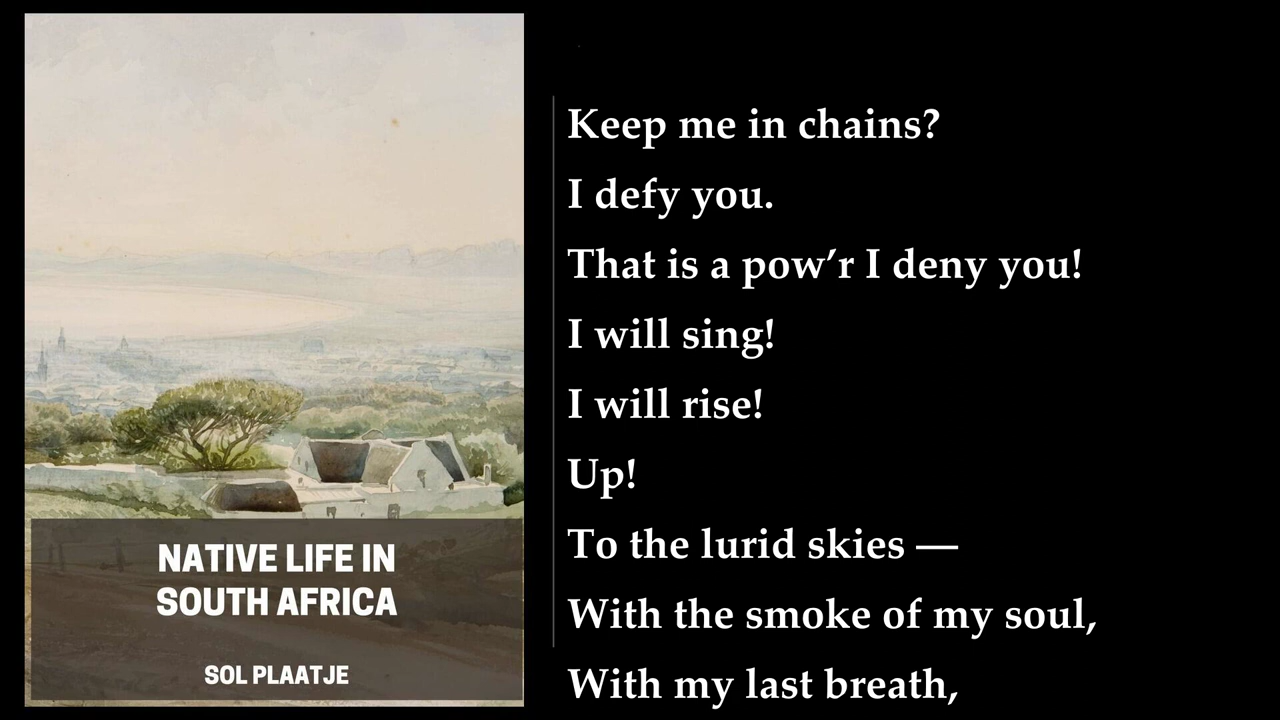 NATIVE LIFE IN
SOUTH AFRICA
SOL PLAATJE
Keep me in chains?
I defy you.
That is a pow’r I deny you!
I will sing!
I will rise!
Up!
To the lurid skies —
With the smoke of my soul,
With my last breath,